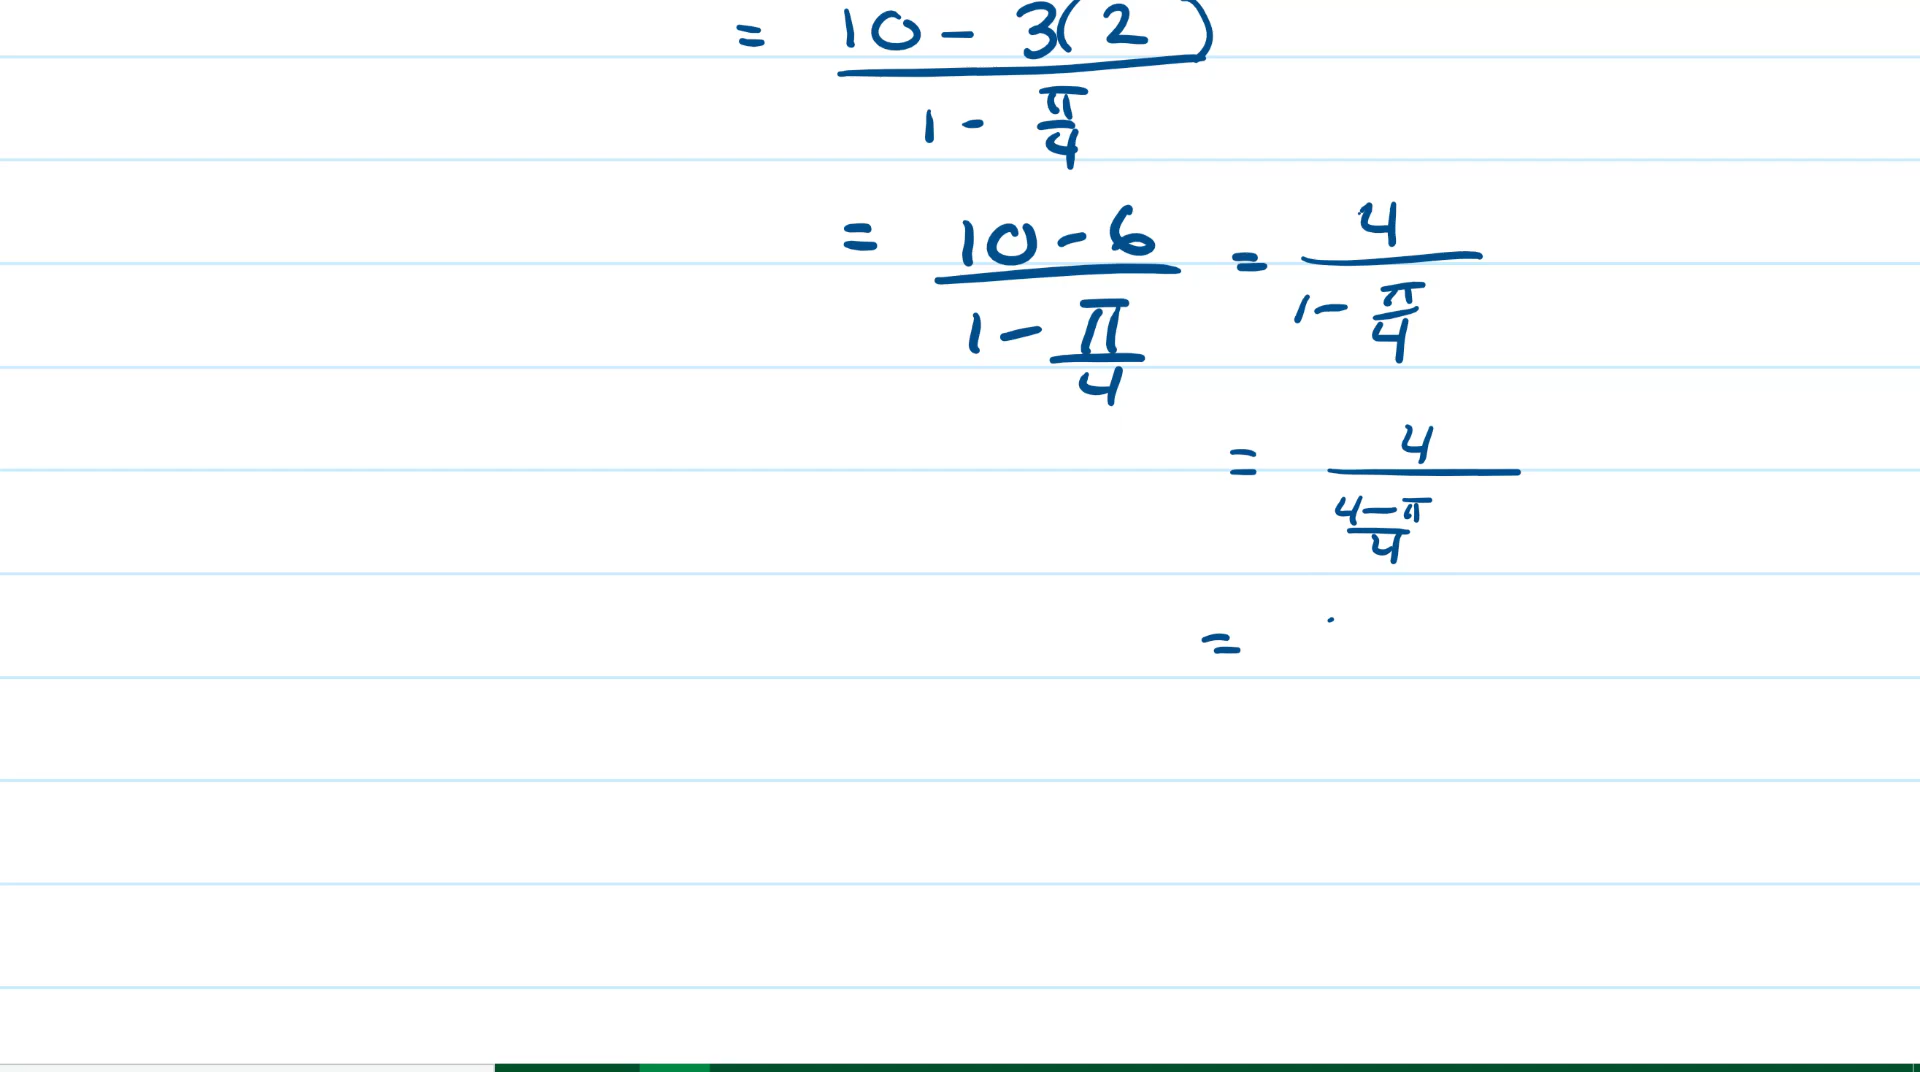 = (10 - 3(2)) / (1 - π/4)
= (10 - 6) / (1 - π/4) = 4 / (1 - π/4)
= 4 / ((4 - π)/4)
=